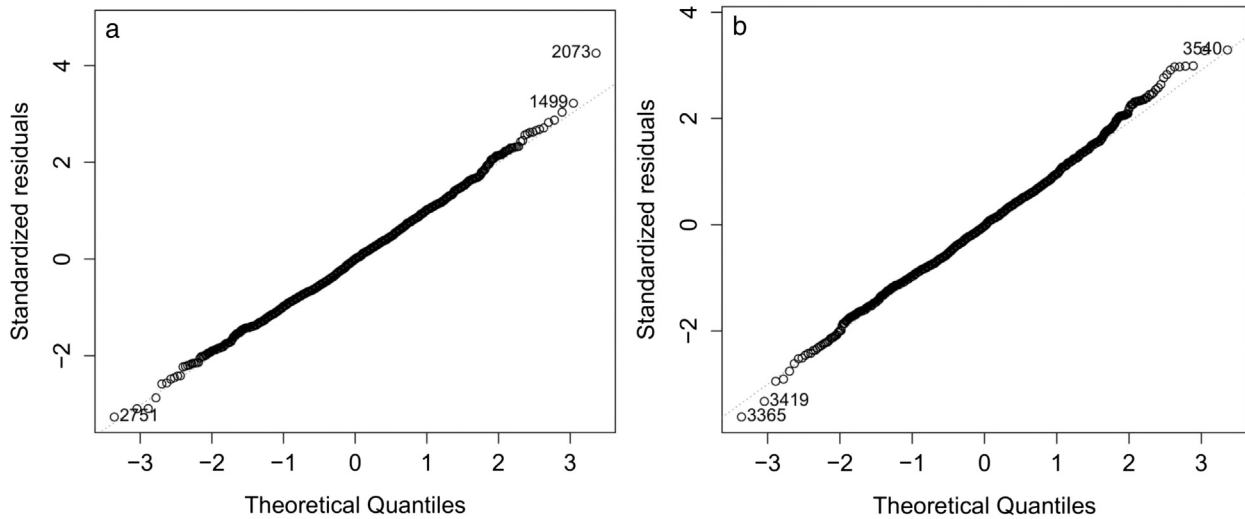 a
2073
1499
2751
4
2
0
−2
Standardized residuals
−3 −2 −1 0 1 2 3
Theoretical Quantiles
b
3540
3419
3365
4
2
0
−2
Standardized residuals
−3 −2 −1 0 1 2 3
Theoretical Quantiles